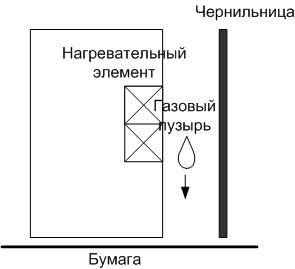 Чернильница
Нагревательный
элемент
Газовый
пузырь
Бумага